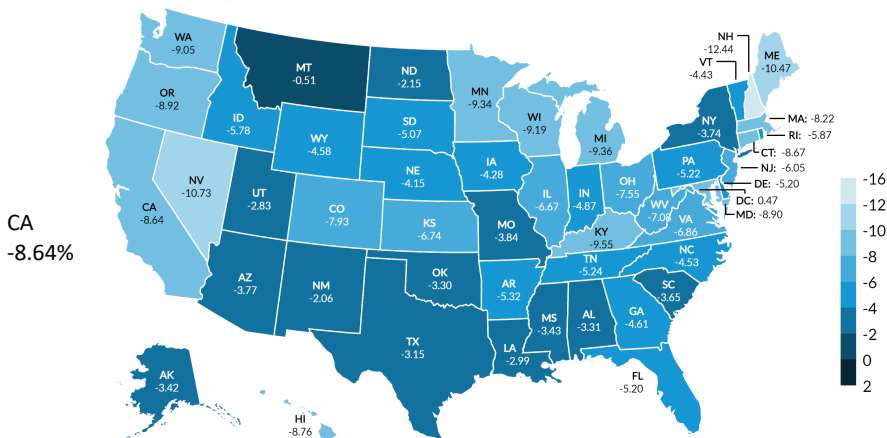 WA
-9.05
OR
-8.92
CA
-8.64
NV
-10.73
ID
-5.78
MT
-0.51
WY
-4.58
UT
-2.83
CO
-7.93
AZ
-3.77
NM
-2.06
ND
-2.15
SD
-5.07
NE
-4.15
KS
-6.74
OK
-3.30
TX
-3.15
MN
-9.34
IA
-4.28
MO
-3.84
AR
-5.32
LA
-2.99
WI
-9.19
IL
-6.67
MI
-9.36
IN
-4.87
OH
-7.55
KY
-9.55
TN
-5.24
MS
-3.43
AL
-3.31
GA
-4.61
FL
-5.20
SC
-3.65
NC
-4.53
VA
-6.86
WV
-7.08
PA
-5.22
NY
-3.74
VT
-4.43
NH
-12.44
ME
-10.47
MA: -8.22
RI: -5.87
CT: -8.67
NJ: -6.05
DE: -5.20
DC: 0.47
MD: -8.90
AK
-3.42
HI
-8.76
CA
-8.64%
-16
-12
-10
-8
-6
-4
-2
0
2